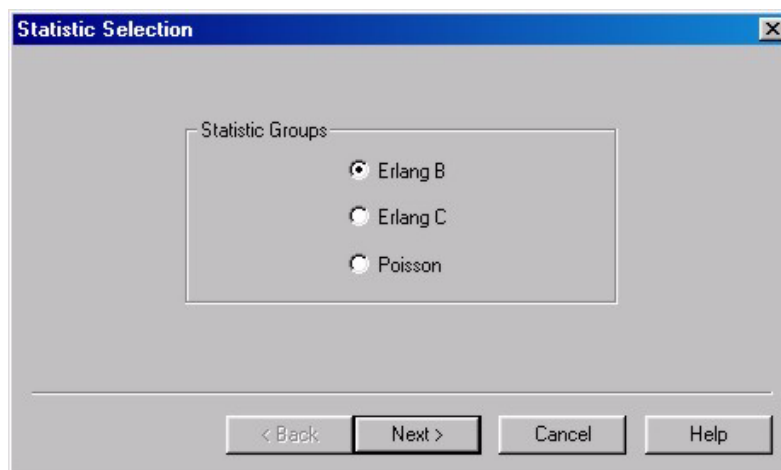 Statistic Selection
Statistic Groups
Erlang B
Erlang C
Poisson
< Back
Next >
Cancel
Help